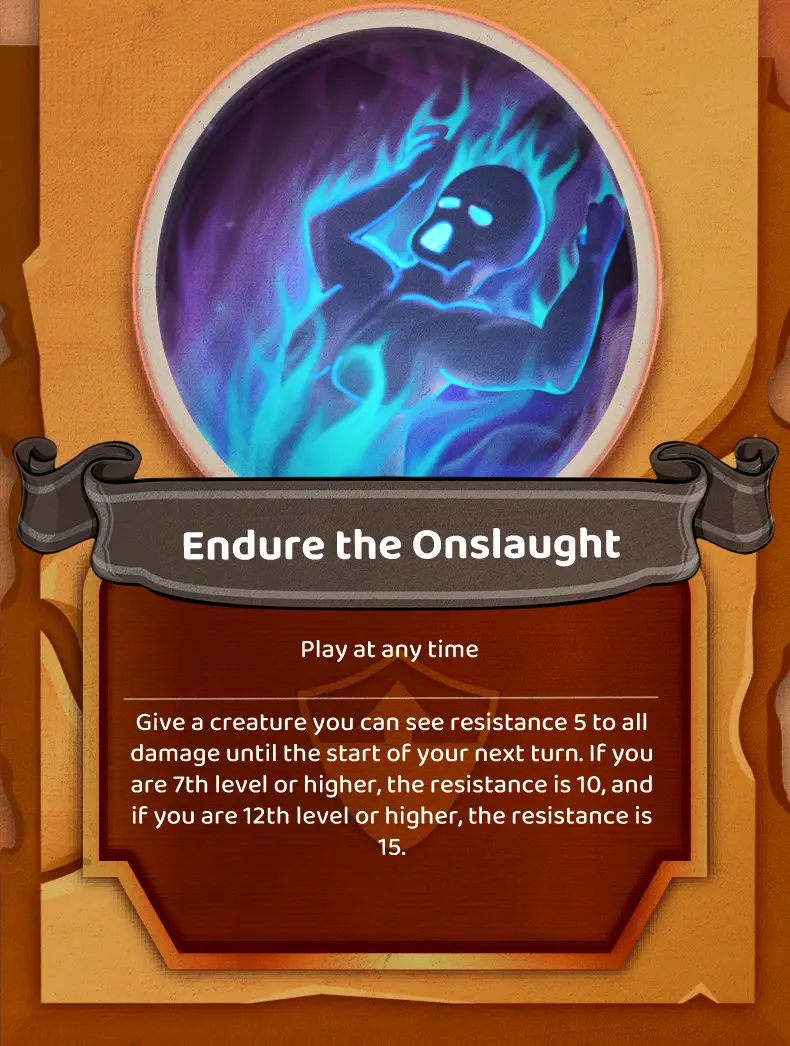 Endure the Onslaught
Play at any time
Give a creature you can see resistance 5 to all
damage until the start of your next turn. If you
are 7th level or higher, the resistance is 10, and
if you are 12th level or higher, the resistance is
15.